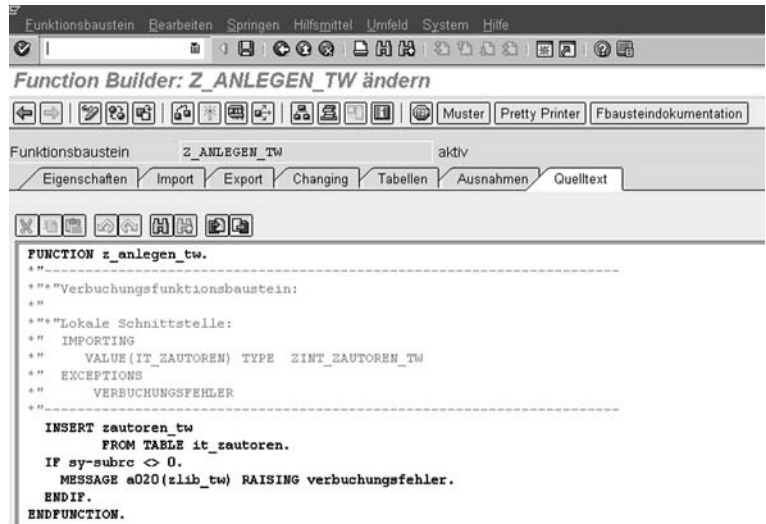 Funktionsbaustein Bearbeiten Springen Hilfsmittel Umfeld System Hilfe
Function Builder: Z_ANLEGEN_TW ändern
Muster Pretty Printer Fbausteindokumentation
Funktionsbaustein Z_ANLEGEN_TW aktiv
Eigenschaften Import Export Changing Tabellen Ausnahmen Quelltext
FUNCTION z_anlegen_tw.
*"----------------------------------------------------------------------
*"*"Verbuchungsfunktionsbaustein:
*"
*"*"Lokale Schnittstelle:
*" IMPORTING
*" VALUE(IT_ZAUTOREN) TYPE ZINT_ZAUTOREN_TW
*" EXCEPTIONS
*" VERBUCHUNGSFEHLER
*"----------------------------------------------------------------------
INSERT zautoren_tw
FROM TABLE it_zautoren.
IF sy-subrc <> 0.
MESSAGE a020(zlib_tw) RAISING verbuchungsfehler.
ENDIF.
ENDFUNCTION.